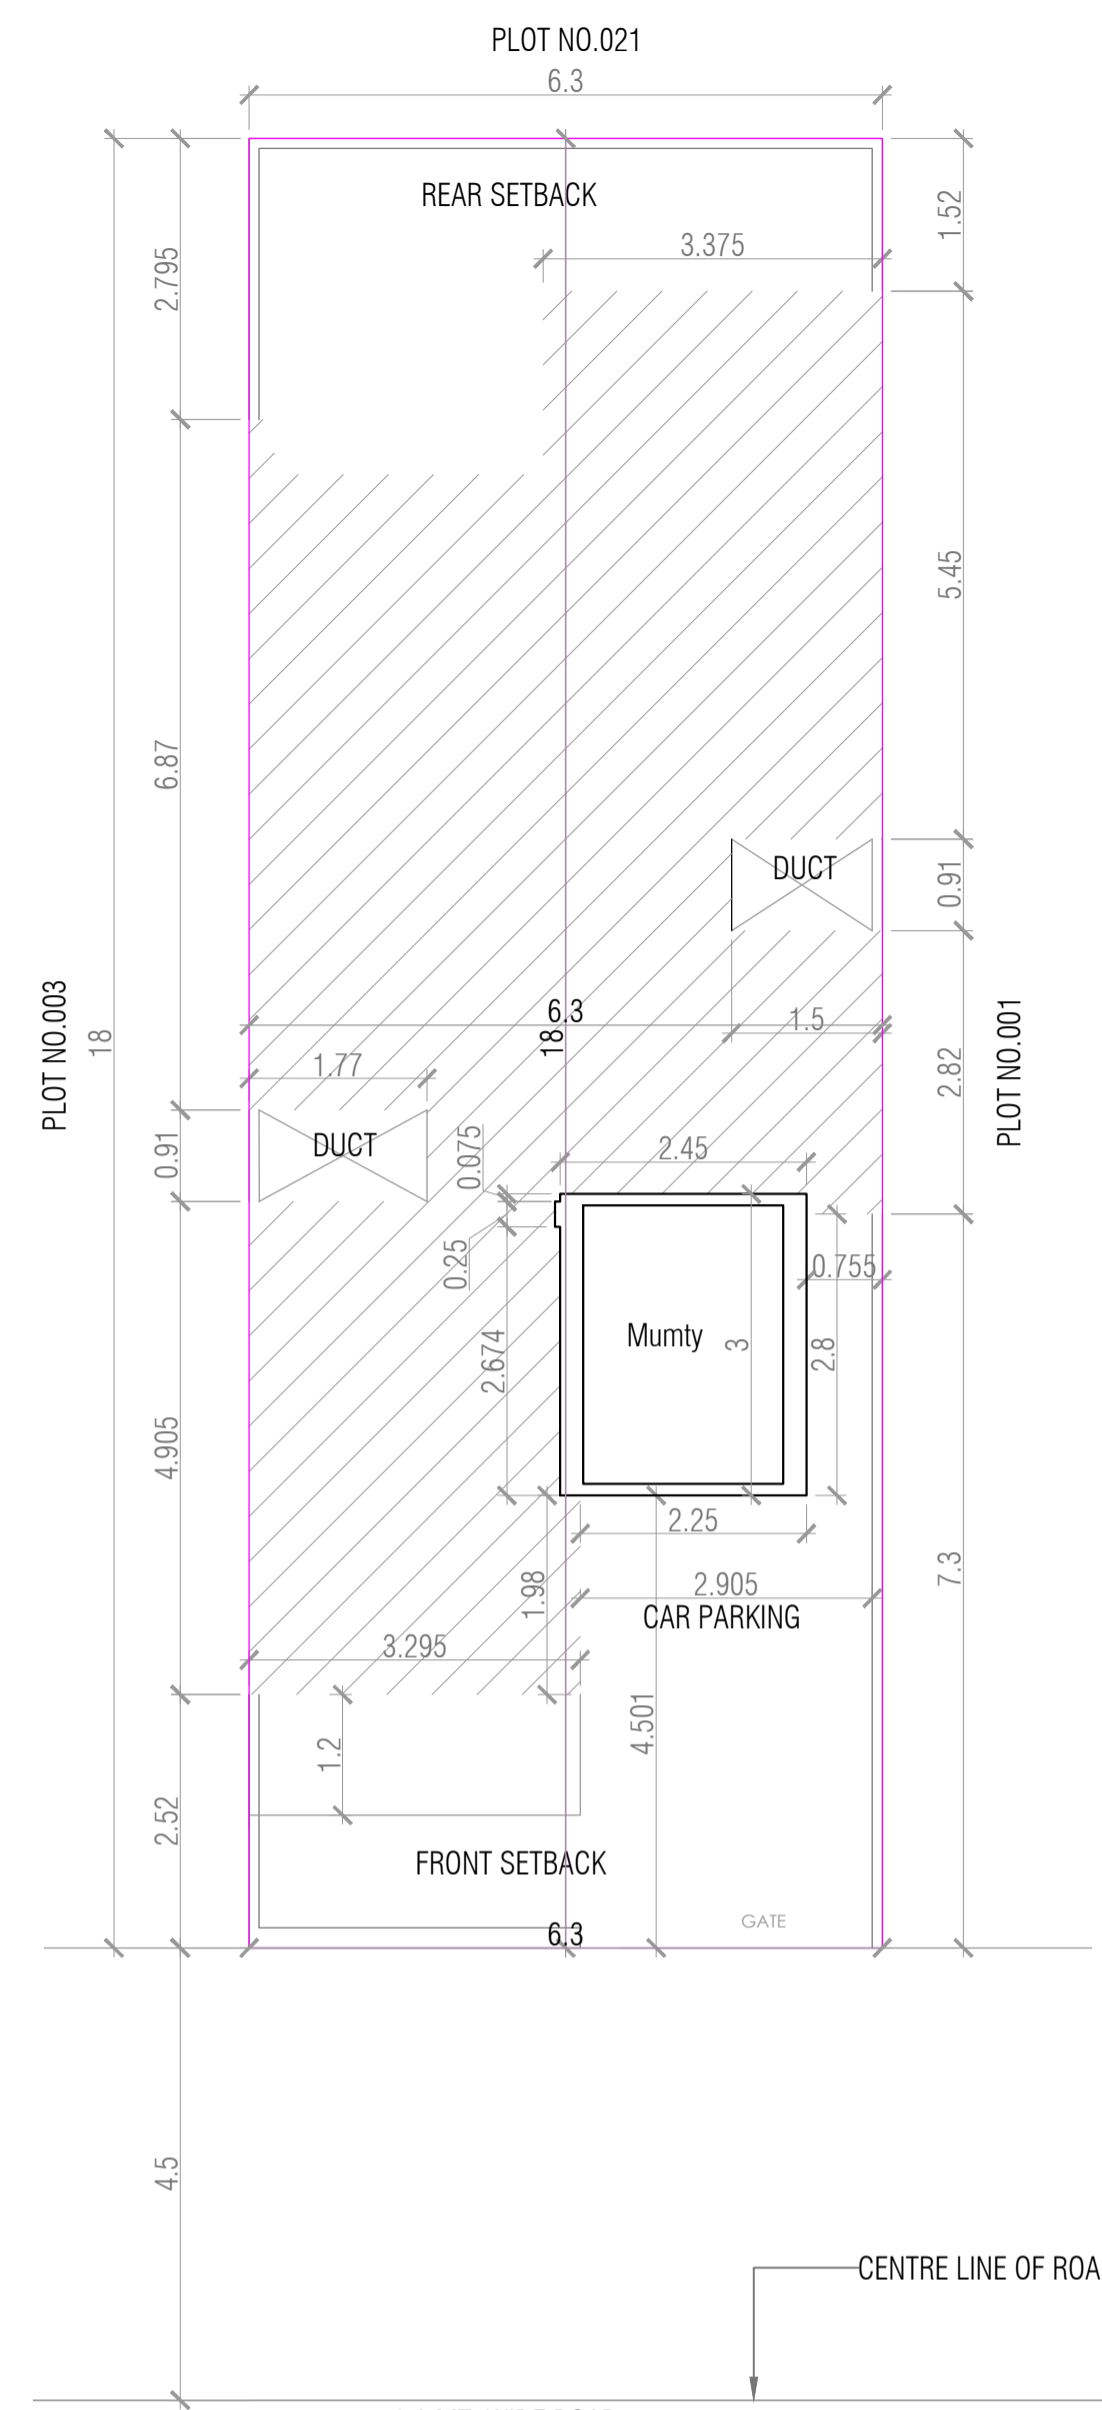 PLOT NO.021
6.3
REAR SETBACK
1.52
3.375
2.795
5.45
6.87
DUCT
0.91
PLOT NO.003
18
6.3
18
1.5
PLOT NO.001
1.77
2.82
0.91
DUCT
0.075
2.45
0.25
0.755
Mumty
3
2.8
2.674
4.905
2.25
1.98
2.905
CAR PARKING
7.3
3.295
4.501
1.2
2.52
FRONT SETBACK
GATE
6.3
4.5
CENTRE LINE OF ROA